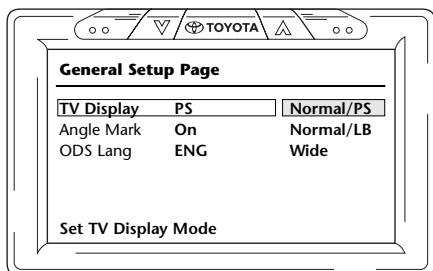 TOYOTA
General Setup Page
TV Display PS Normal/PS
Angle Mark On Normal/LB
ODS Lang ENG Wide
Set TV Display Mode